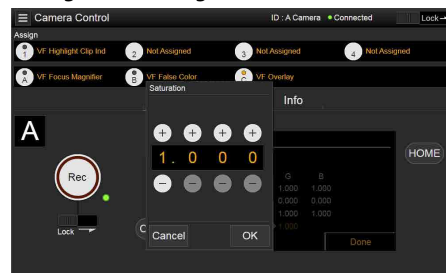 Camera Control
ID : A Camera
Connected
Lock
Assign
1 VF Highlight Clip Ind
2 Not Assigned
3 Not Assigned
4 Not Assigned
A VF Focus Magnifier
B VF False Color
C VF Overlay
Saturation
Info
A
+ + + +
1. 0 0 0
− − − −
Rec
Lock
Cancel
OK
HOME
G B
1.000 1.000
0.000 0.000
1.000 1.000
1.000
Done